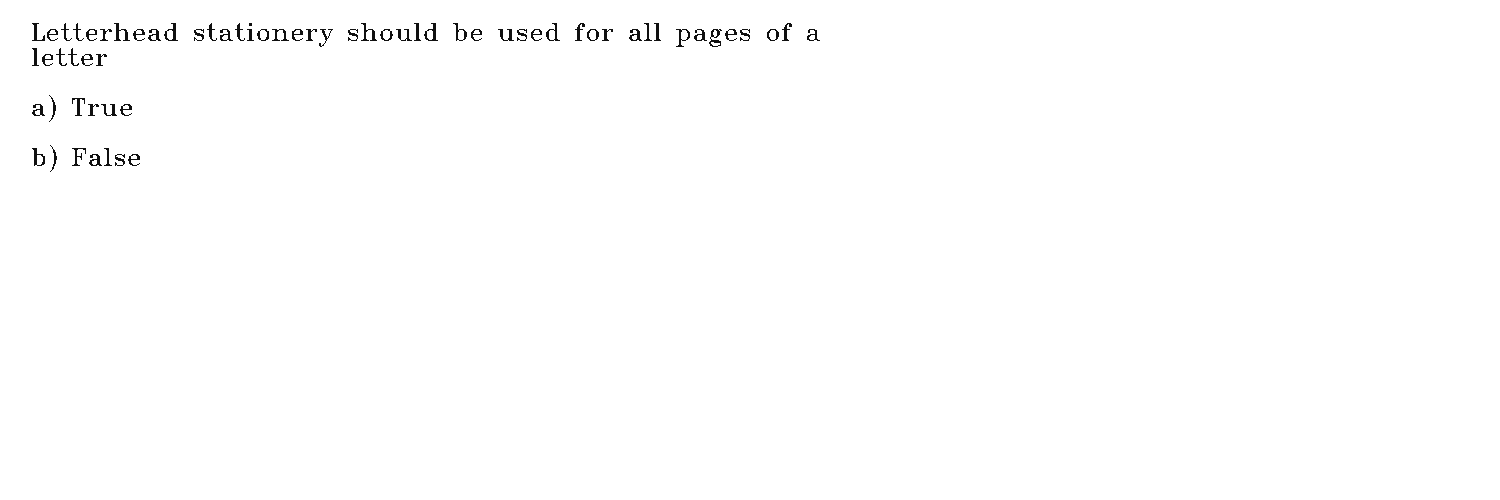 Letterhead stationery should be used for all pages of a
letter
a) True
b) False